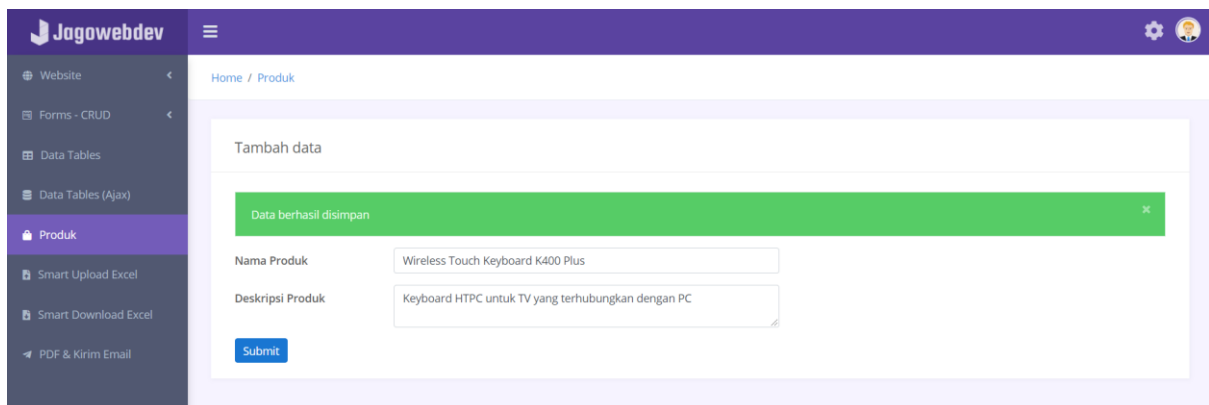 Jagowebdev
Website
Forms - CRUD
Data Tables
Data Tables (Ajax)
Produk
Smart Upload Excel
Smart Download Excel
PDF & Kirim Email
Home / Produk
Tambah data
Data berhasil disimpan ×
Nama Produk Wireless Touch Keyboard K400 Plus
Deskripsi Produk Keyboard HTPC untuk TV yang terhubungkan dengan PC
Submit